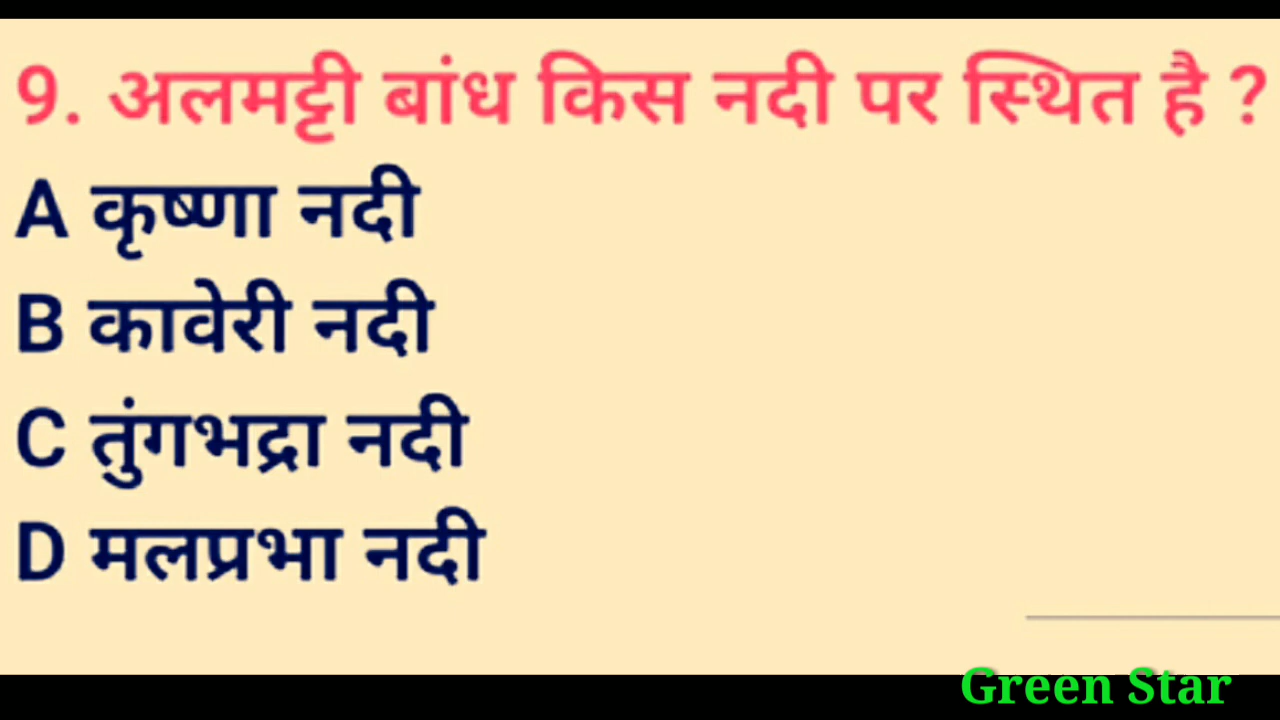 9. अलमट्टी बांध किस नदी पर स्थित है ?
A कृष्णा नदी
B कावेरी नदी
C तुंगभद्रा नदी
D मलप्रभा नदी
Green Star